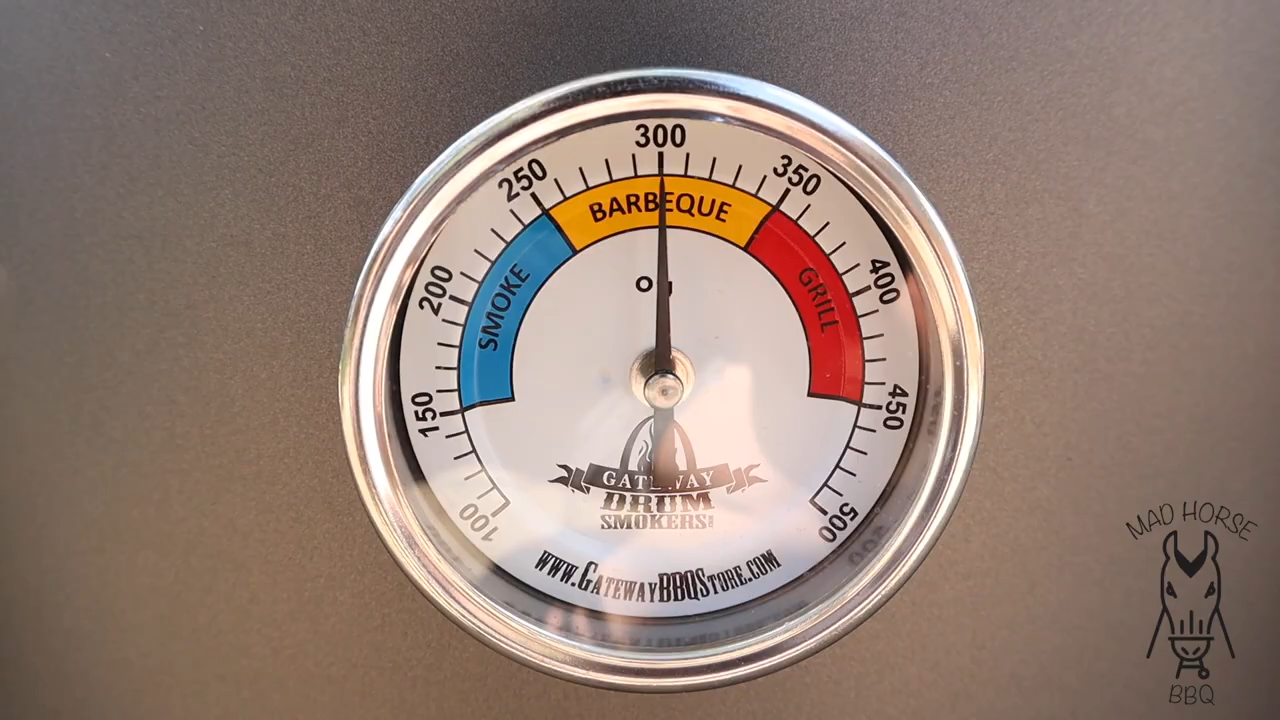 300
250
350
BARBEQUE
200
400
SMOKE
GRILL
150
450
100
500
GATEWAY
DRUM
SMOKERS
WWW.GATEWAYBBQSTORE.COM
MAD HORSE
BBQ